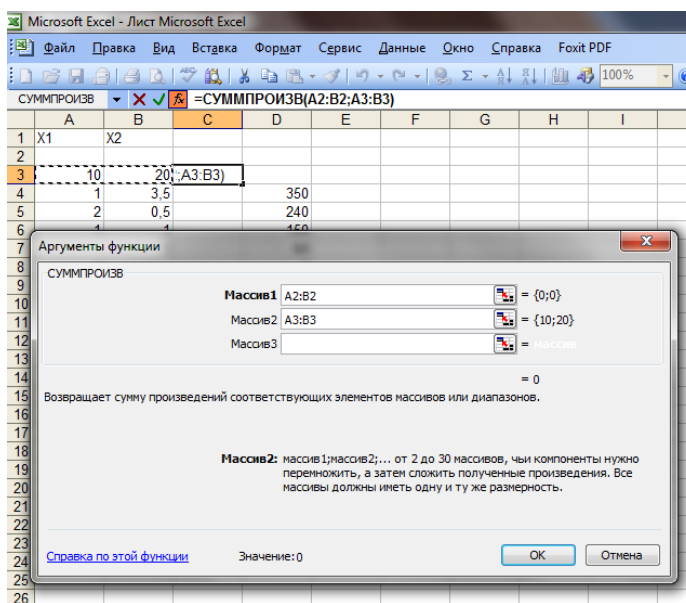 Microsoft Excel - Лист Microsoft Excel
Файл Правка Вид Вставка Формат Сервис Данные Окно Справка Foxit PDF
100%
СУММПРОИЗВ =СУММПРОИЗВ(A2:B2;A3:B3)
A B C D E F G H I
1 X1 X2
2
3 10 20 ;A3:B3)
4 1 3,5 350
5 2 0,5 240
6 1 1 150
7 Аргументы функции
8 СУММПРОИЗВ
9 Массив1 A2:B2 = {0;0}
10
11 Массив2 A3:B3 = {10;20}
12 Массив3 = массив
13
14 = 0
15 Возвращает сумму произведений соответствующих элементов массивов или диапазонов.
16
17
18 Массив2: массив1;массив2;... от 2 до 30 массивов, чьи компоненты нужно
19 перемножить, а затем сложить полученные произведения. Все
20 массивы должны иметь одну и ту же размерность.
21
22
23
24 Справка по этой функции Значение:0 ОК Отмена
25
26